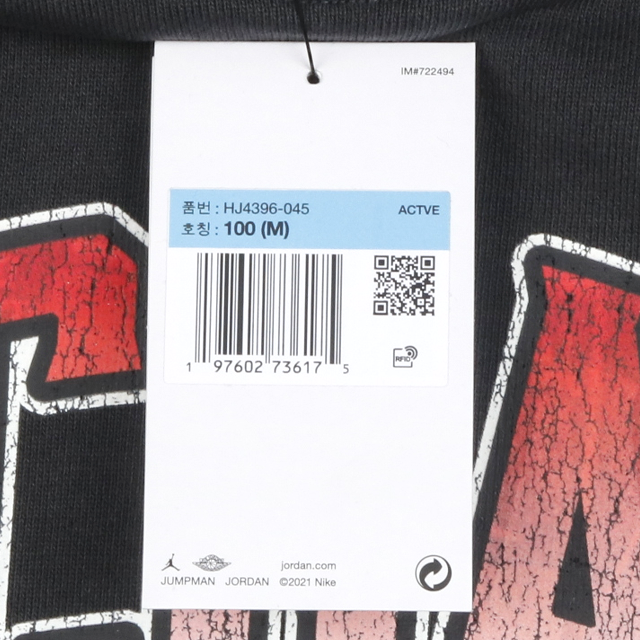 IM#722494
품번 : HJ4396-045 ACTVE
호칭 : 100 (M)
1 97602 73617 5
RFID
JUMPMAN JORDAN
jordan.com
©2021 Nike